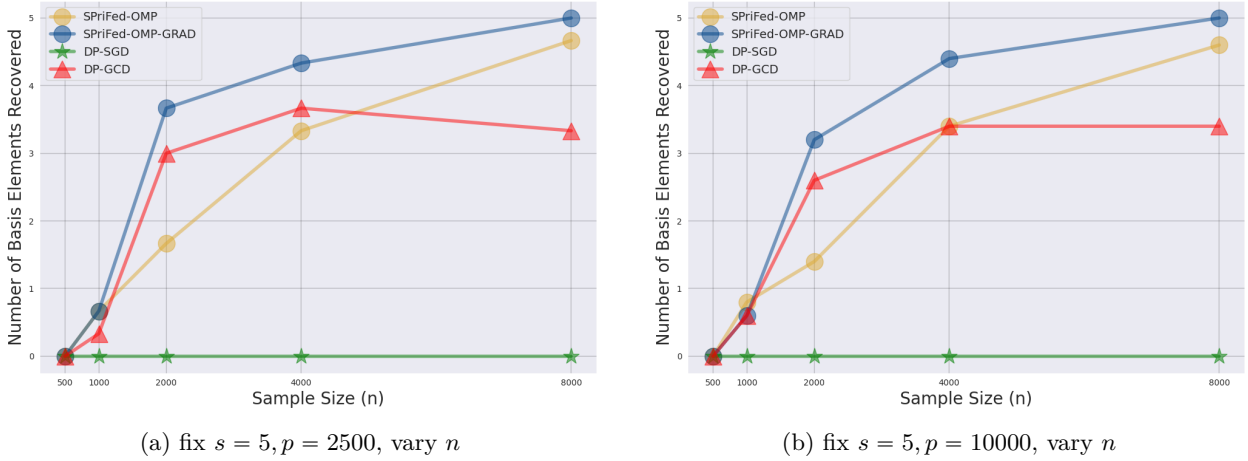 SPriFed-OMP
SPriFed-OMP-GRAD
DP-SGD
DP-GCD
Number of Basis Elements Recovered
5
4
3
2
1
0
500 1000 2000 4000 8000
Sample Size (n)
(a) fix s = 5, p = 2500, vary n
SPriFed-OMP
SPriFed-OMP-GRAD
DP-SGD
DP-GCD
Number of Basis Elements Recovered
5
4
3
2
1
0
500 1000 2000 4000 8000
Sample Size (n)
(b) fix s = 5, p = 10000, vary n